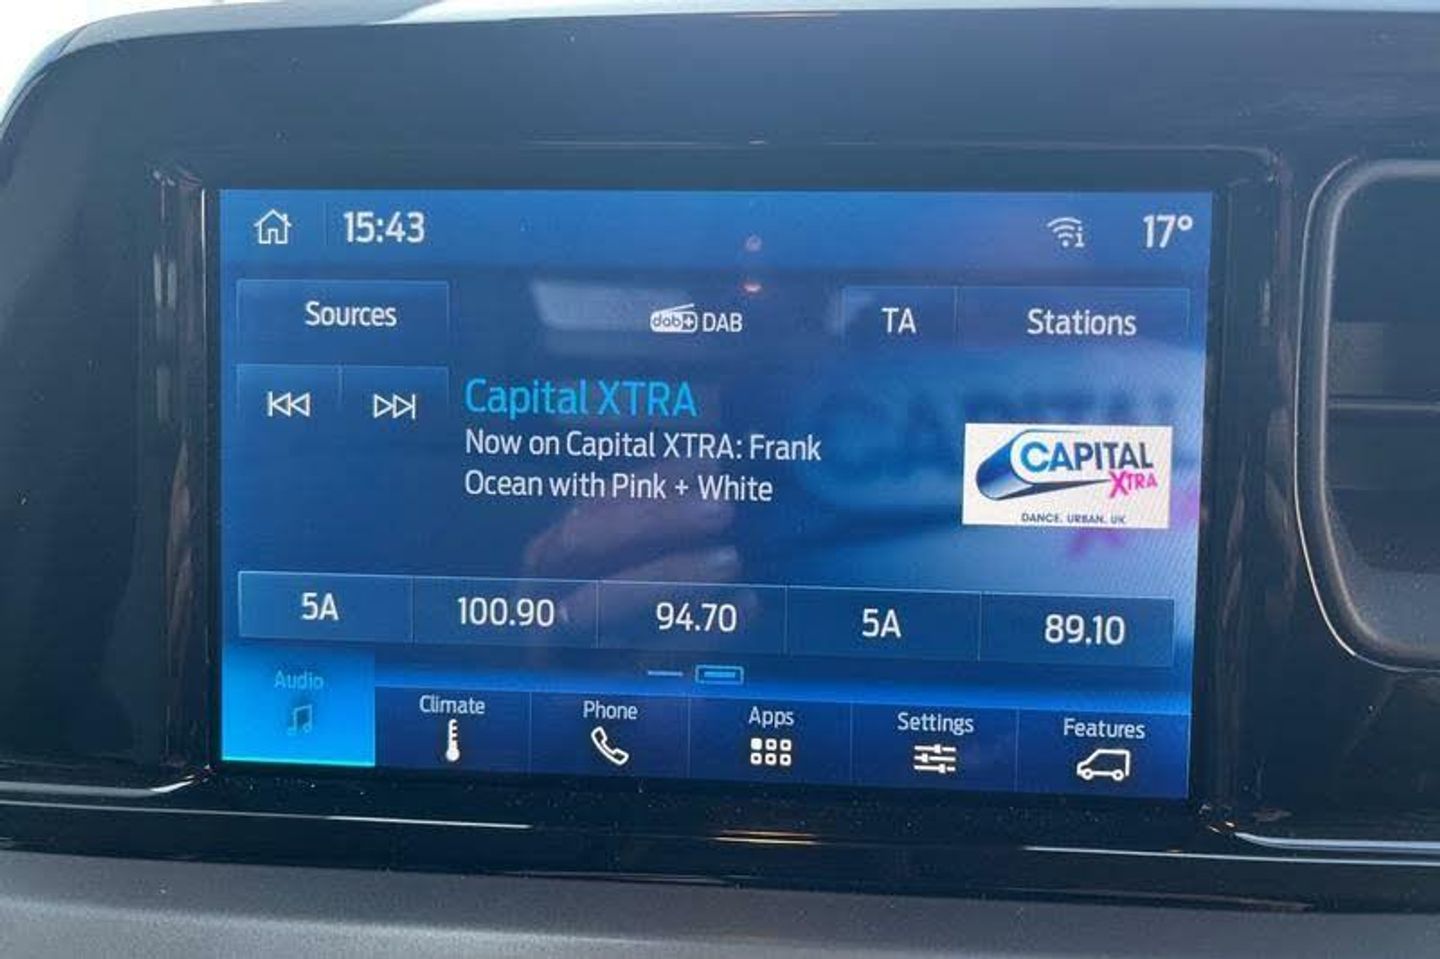 15:43
17°
Sources
dab+ DAB
TA
Stations
Capital XTRA
Now on Capital XTRA: Frank
Ocean with Pink + White
CAPITAL
XTRA
DANCE. URBAN. UK
5A
100.90
94.70
5A
89.10
Audio
Climate
Phone
Apps
Settings
Features